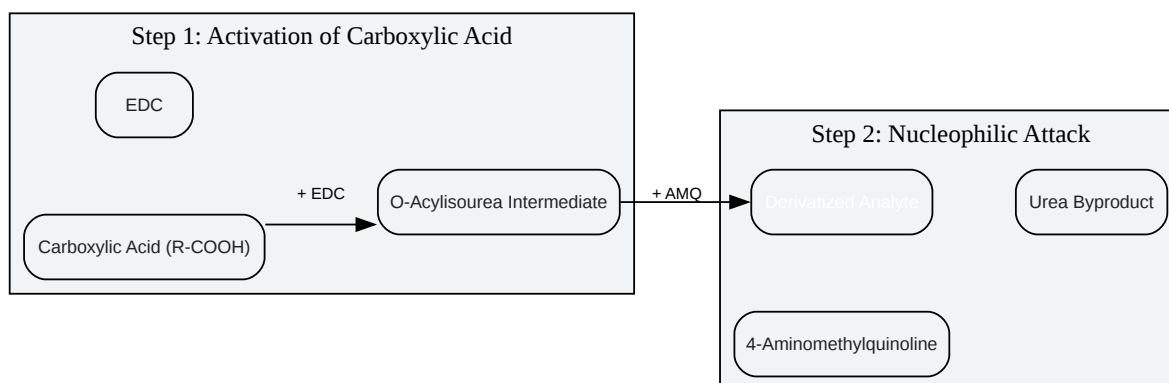 Step 1: Activation of Carboxylic Acid
EDC
Carboxylic Acid (R-COOH)
+ EDC
O-Acylisourea Intermediate
+ AMQ
Step 2: Nucleophilic Attack
Derivatized Analyte
Urea Byproduct
4-Aminomethylquinoline